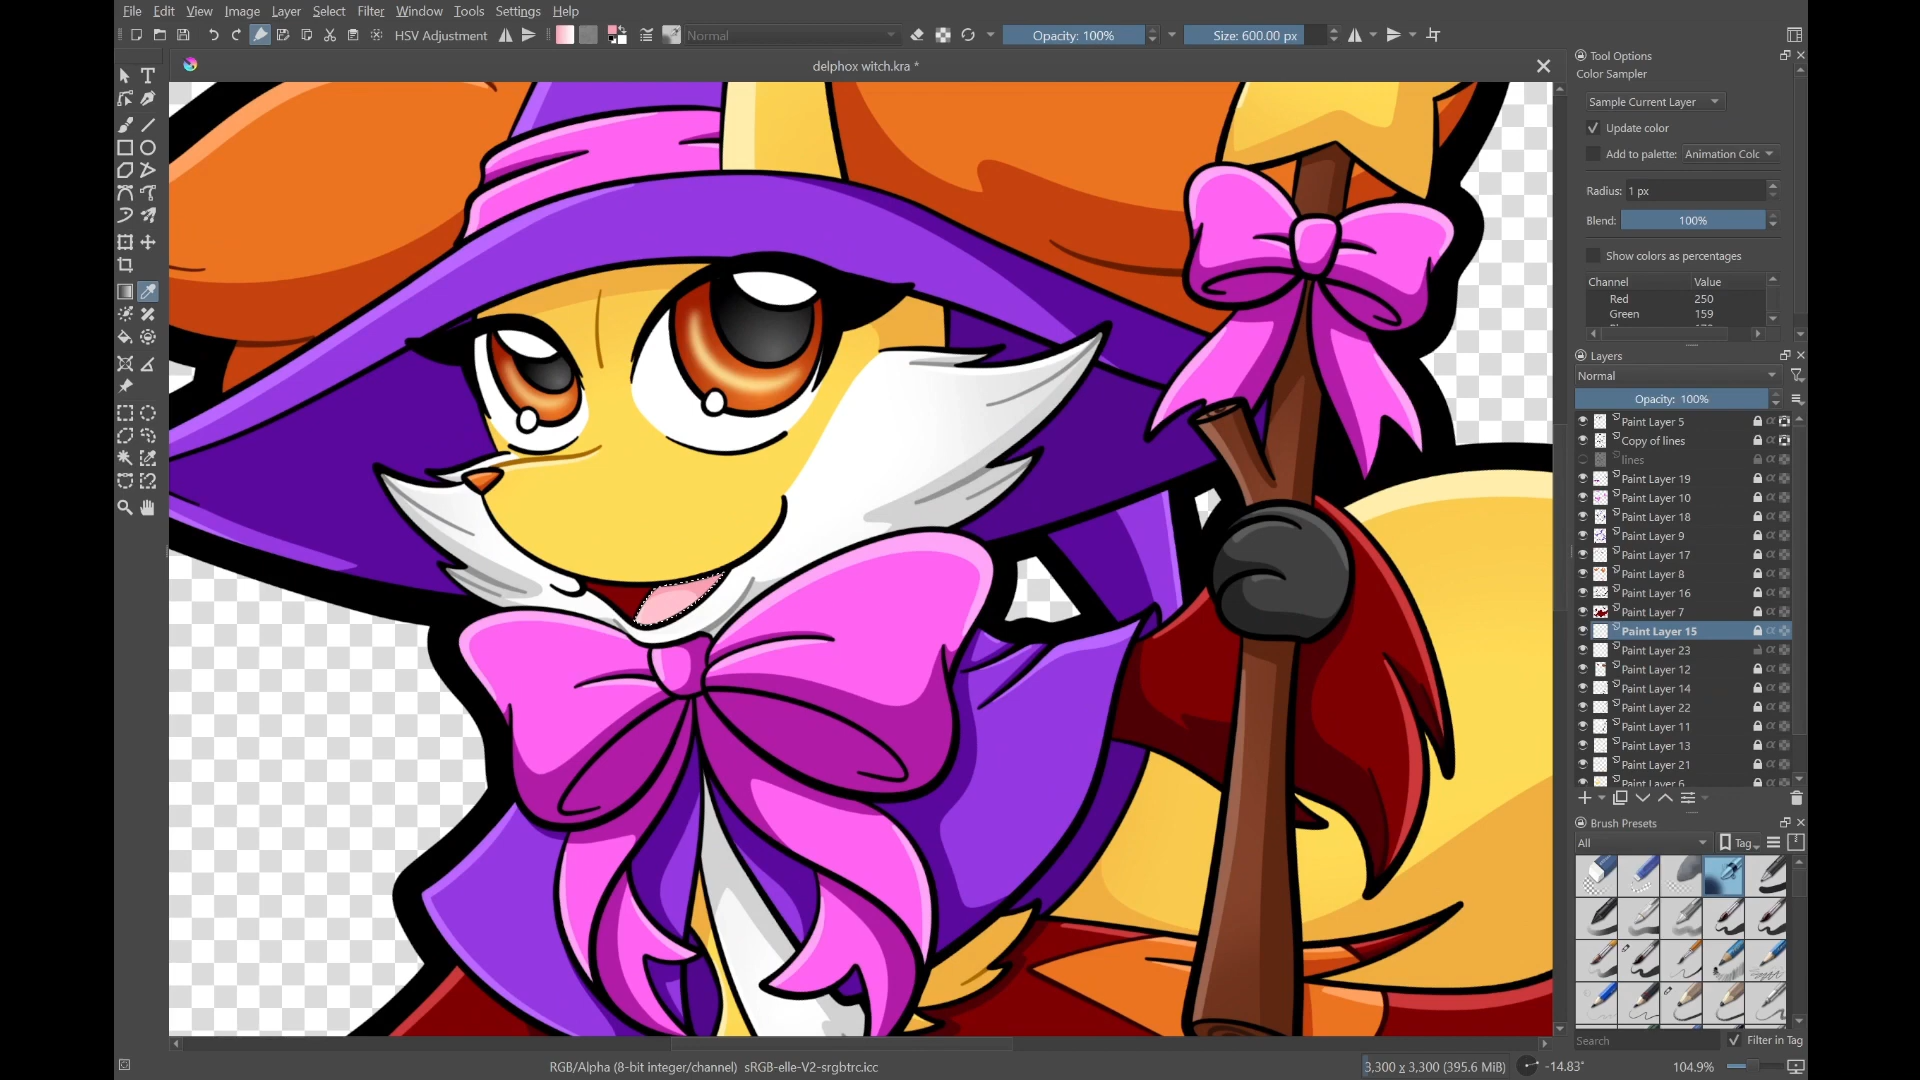 File Edit View Image Layer Select Filter Window Tools Settings Help
HSV Adjustment Normal Opacity: 100% Size: 600.00 px
delphox witch.kra *
Tool Options
Color Sampler
Sample Current Layer
Update color
Add to palette: Animation Colc
Radius: 1 px
Blend: 100%
Show colors as percentages
Channel Value
Red 250
Green 159
Layers
Normal
Opacity: 100%
Paint Layer 5
Copy of lines
lines
Paint Layer 19
Paint Layer 10
Paint Layer 18
Paint Layer 9
Paint Layer 17
Paint Layer 8
Paint Layer 16
Paint Layer 7
Paint Layer 15
Paint Layer 23
Paint Layer 12
Paint Layer 14
Paint Layer 22
Paint Layer 11
Paint Layer 13
Paint Layer 21
Paint Layer 6
Brush Presets
All Tag
Search Filter in Tag
RGB/Alpha (8-bit integer/channel) sRGB-elle-V2-srgbtrc.icc 3,300 x 3,300 (395.6 MiB) -14.83° 104.9%